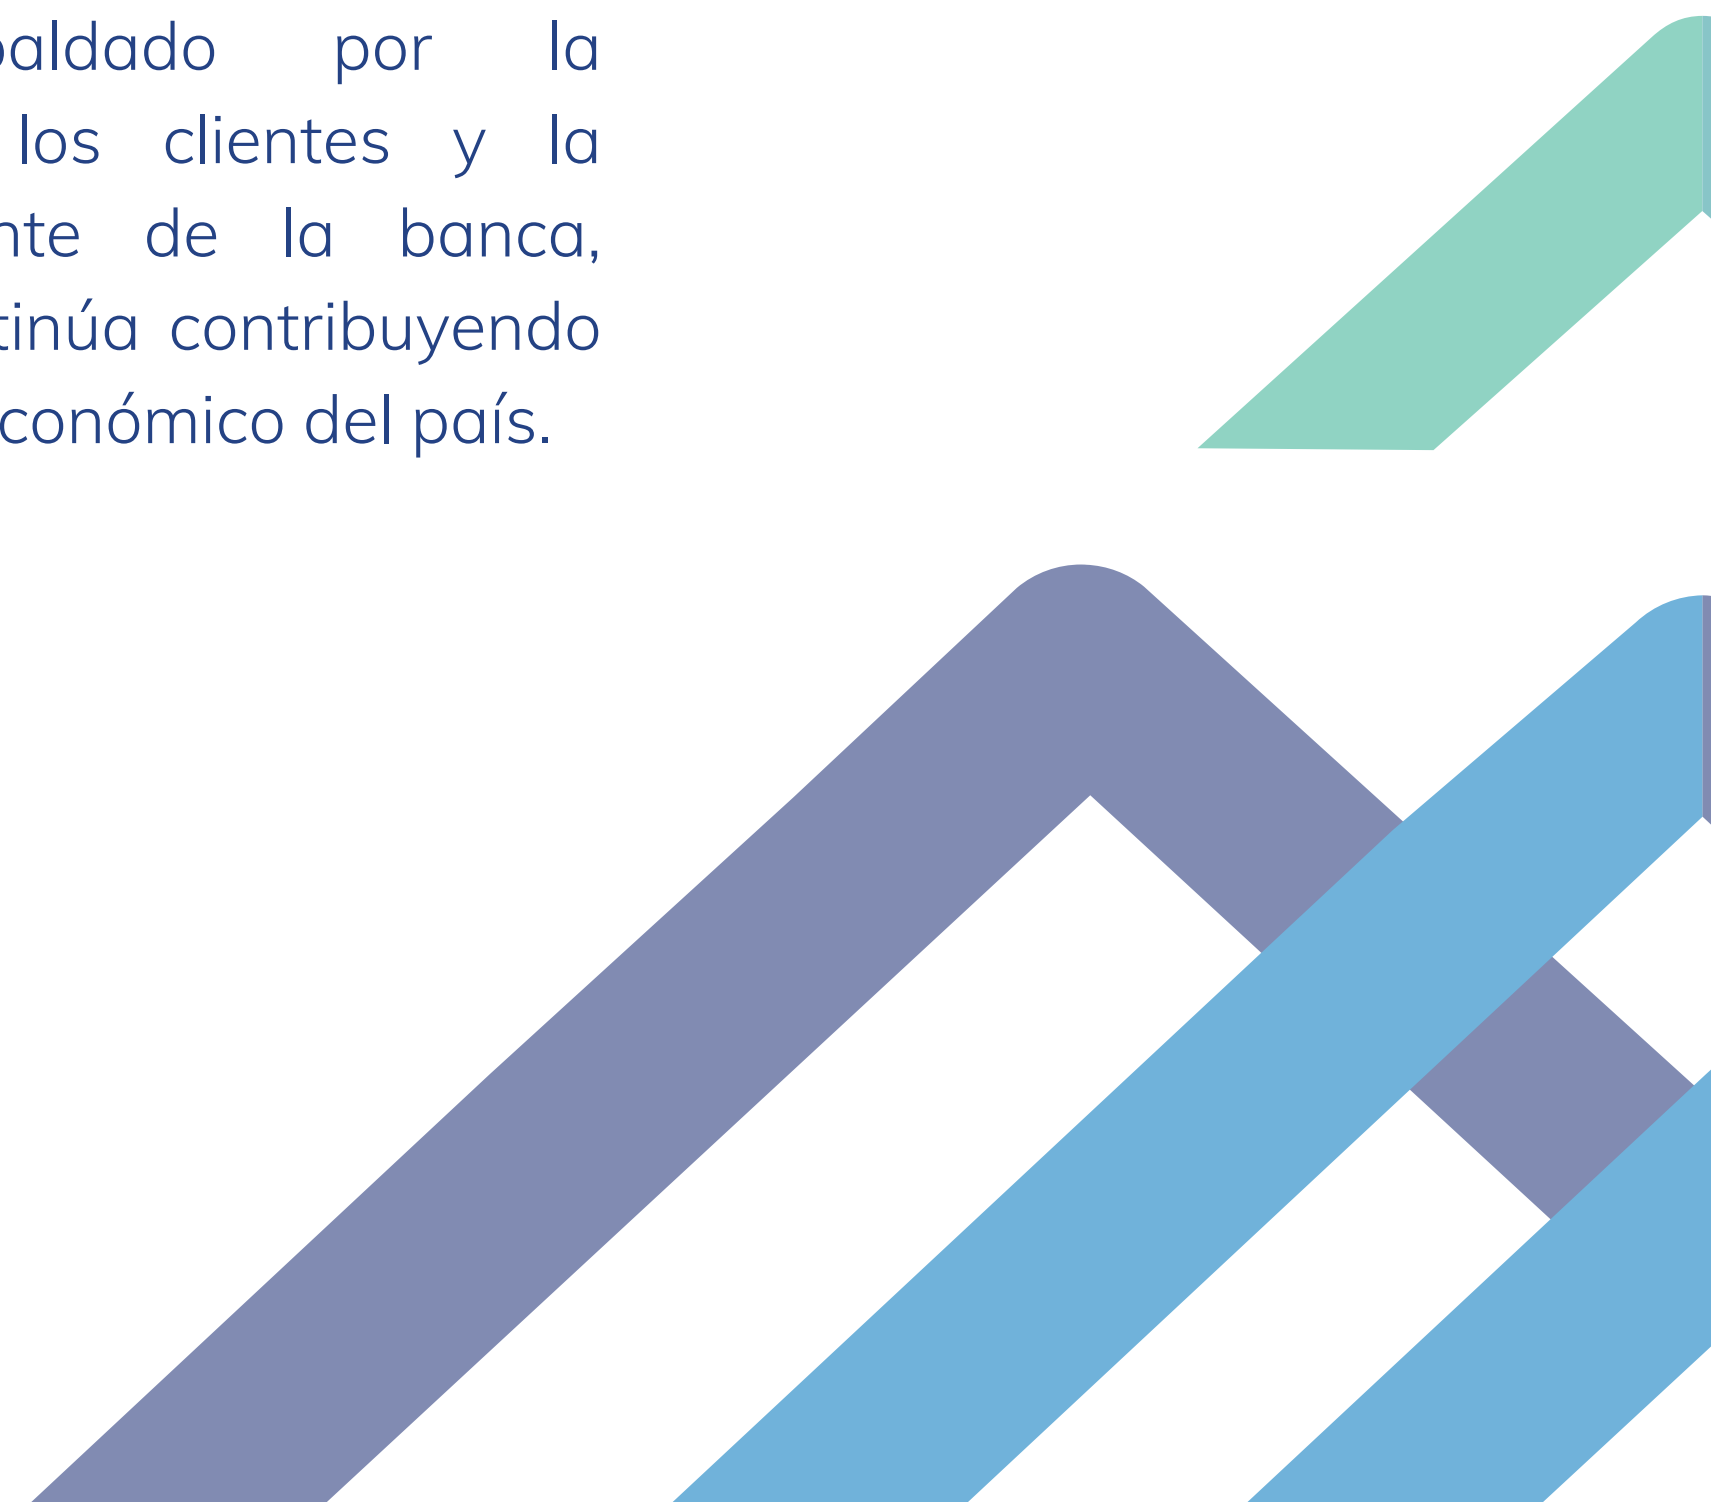 paldado por la
los clientes y la
nte de la banca,
tinúa contribuyendo
conómico del país.